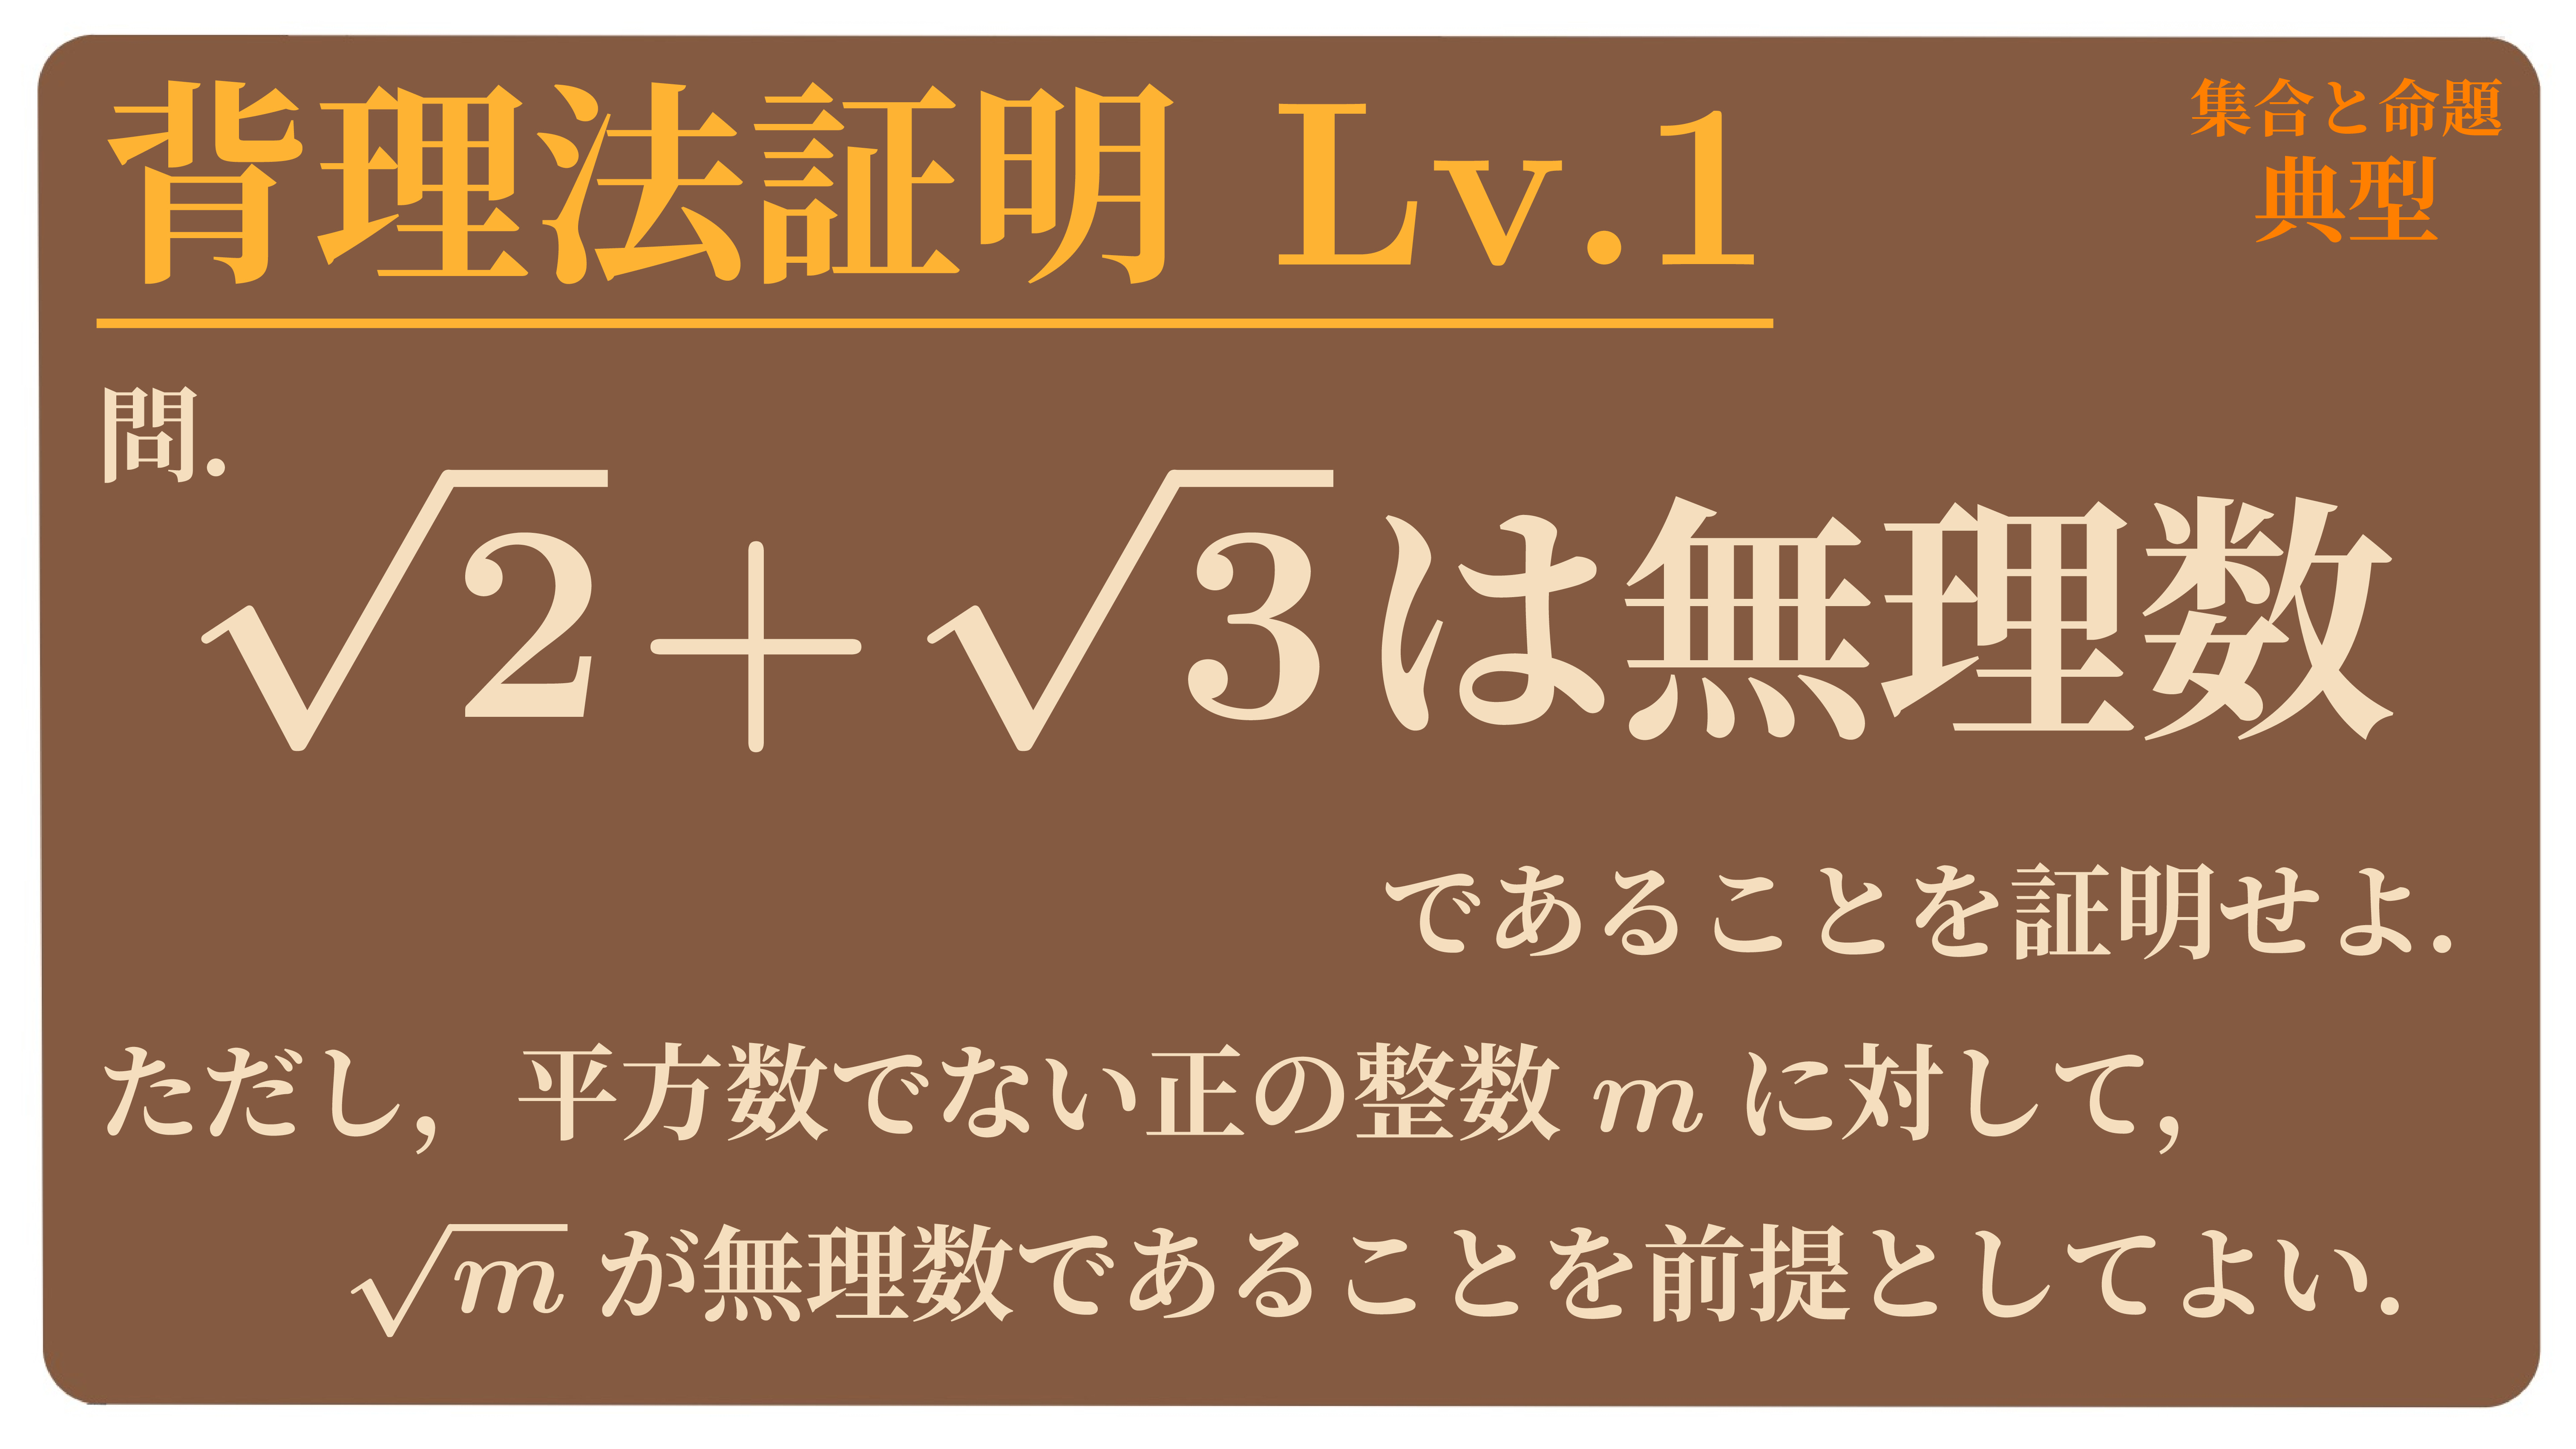 背理法証明 Lv.1
集合と命題
典型
問.
√2+√3は無理数
であることを証明せよ.
ただし, 平方数でない正の整数 m に対して,
√m が無理数であることを前提としてよい.